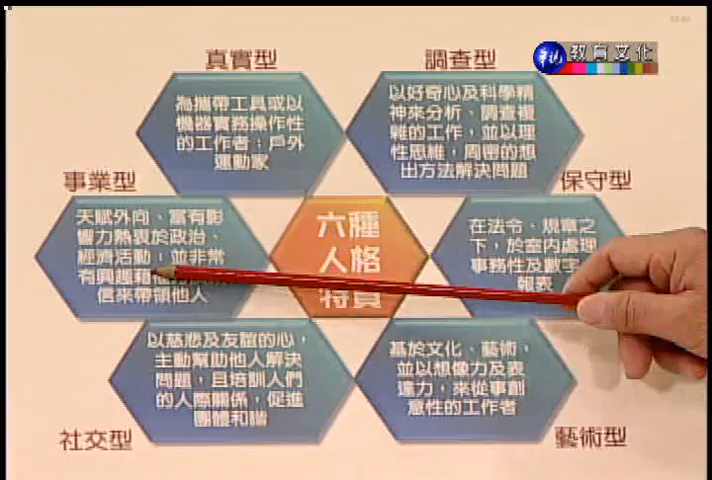 華視
教育文化
真實型
為攜帶工具或以
機器實務操作性
的工作者；戶外
運動家
調查型
以好奇心及科學精
神來分析、調查複
雜的工作，並以理
性思維，周密的想
出方法解決問題
事業型
天賦外向、富有影
響力熱衷於政治、
經濟活動；並非常
有興趣藉
信來帶領他人
六種
人格
特質
保守型
在法令、規章之
下，於室內處理
事務性及數字
報表
社交型
以慈悲及友誼的心，
主動幫助他人解決
問題，且培訓人們
的人際關係，促進
團體和諧
基於文化、藝術，
並以想像力及表
達力，來從事創
意性的工作者
藝術型